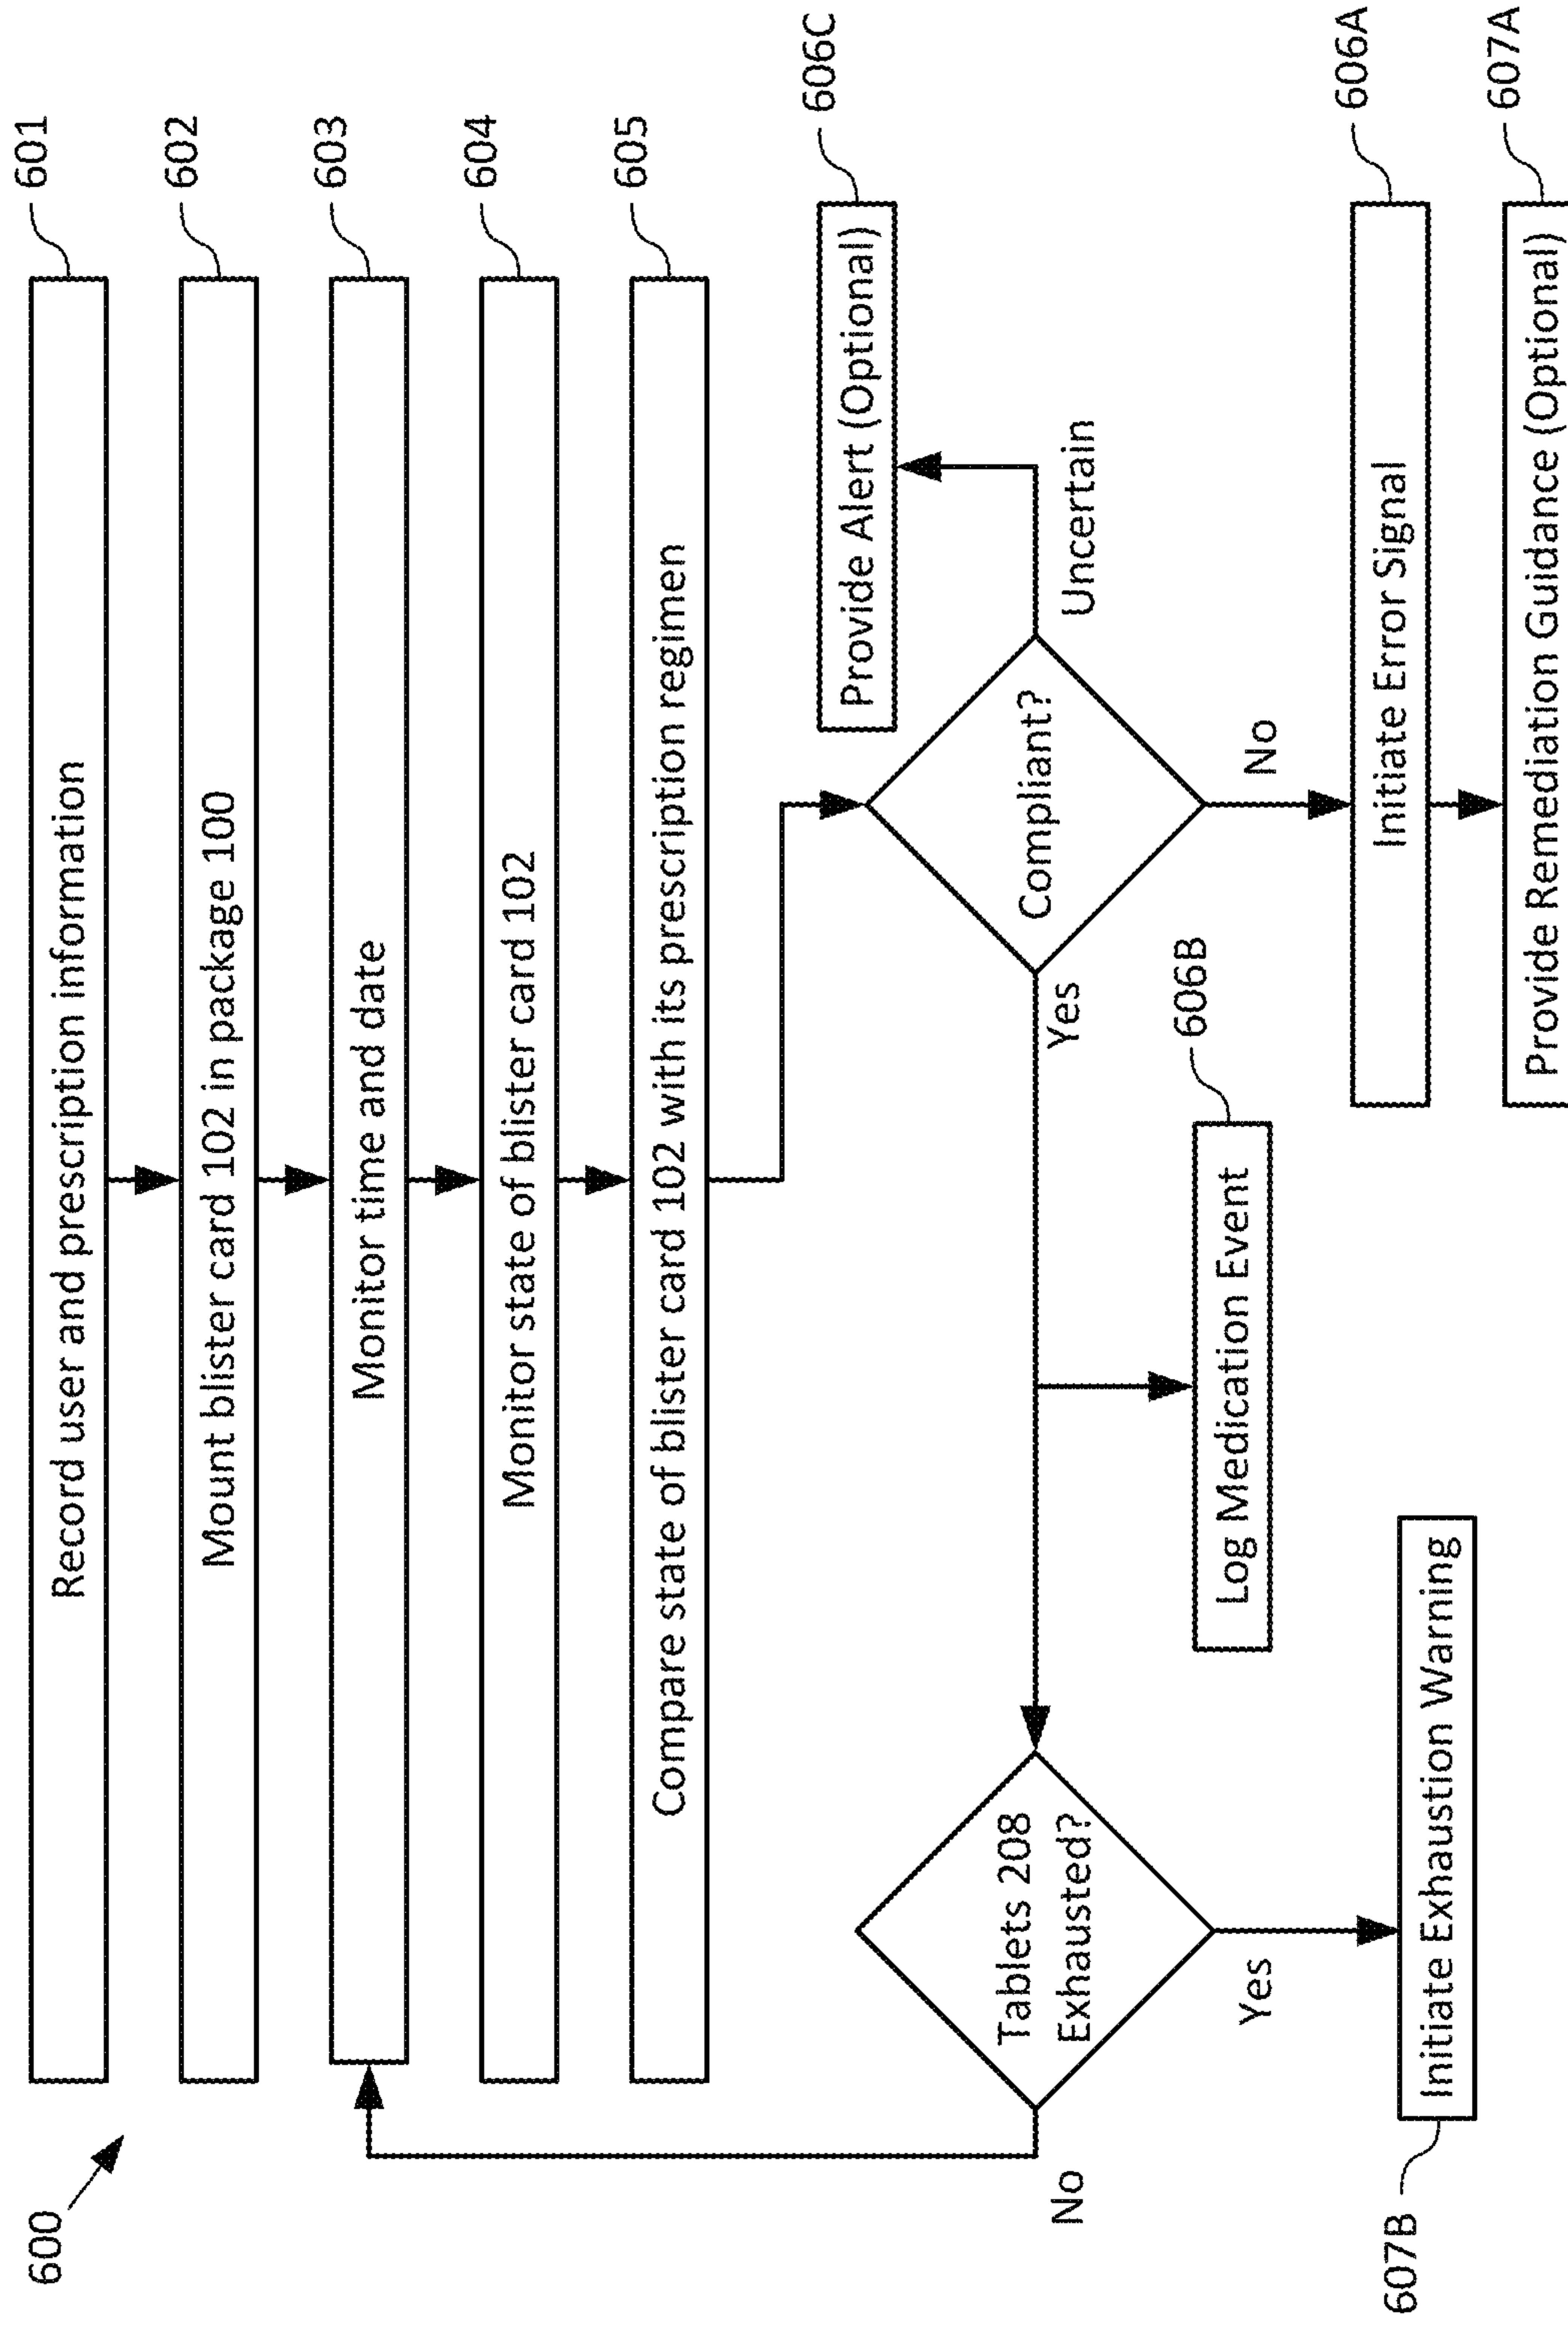 600
Record user and prescription information
601
Mount blister card 102 in package 100
602
Monitor time and date
603
Monitor state of blister card 102
604
Compare state of blister card 102 with its prescription regimen
605
Provide Alert (Optional)
606C
Uncertain
Compliant?
Yes
No
Tablets 208
Exhausted?
No
Yes
Log Medication Event
606B
Initiate Error Signal
606A
Initiate Exhaustion Warning
607B
Provide Remediation Guidance (Optional)
607A